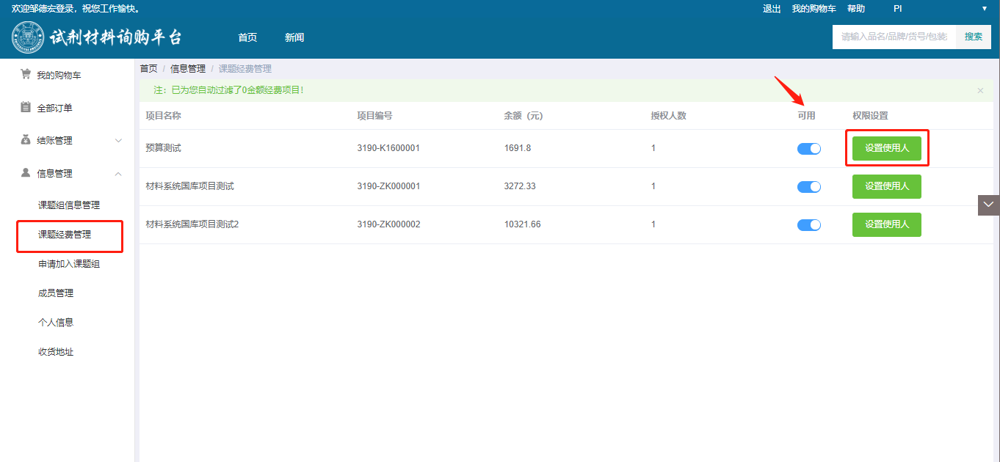 欢迎邹德宏登录，祝您工作愉快。
退出 我的购物车 帮助 PI
试剂材料询购平台
首页 新闻
请输入品名/品牌/货号/包装 搜索
我的购物车
全部订单
结账管理
信息管理
课题组信息管理
课题经费管理
申请加入课题组
成员管理
个人信息
收货地址
首页 / 信息管理 / 课题经费管理
注：已为您自动过滤了0金额经费项目！
项目名称 项目编号 余额（元） 授权人数 可用 权限设置
预算测试 3190-K1600001 1691.8 1 设置使用人
材料系统国库项目测试 3190-ZK000001 3272.33 1 设置使用人
材料系统国库项目测试2 3190-ZK000002 10321.66 1 设置使用人